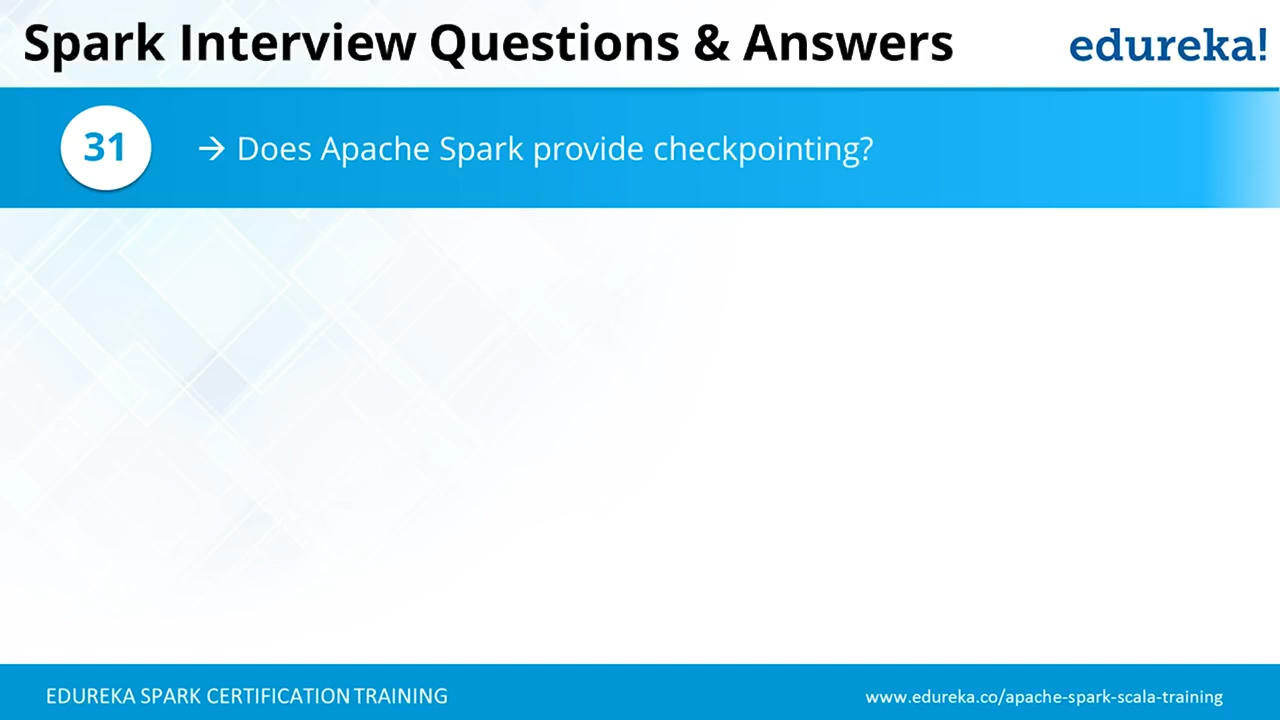 Spark Interview Questions & Answers
edureka!
31
→ Does Apache Spark provide checkpointing?
EDUREKA SPARK CERTIFICATION TRAINING
www.edureka.co/apache-spark-scala-training